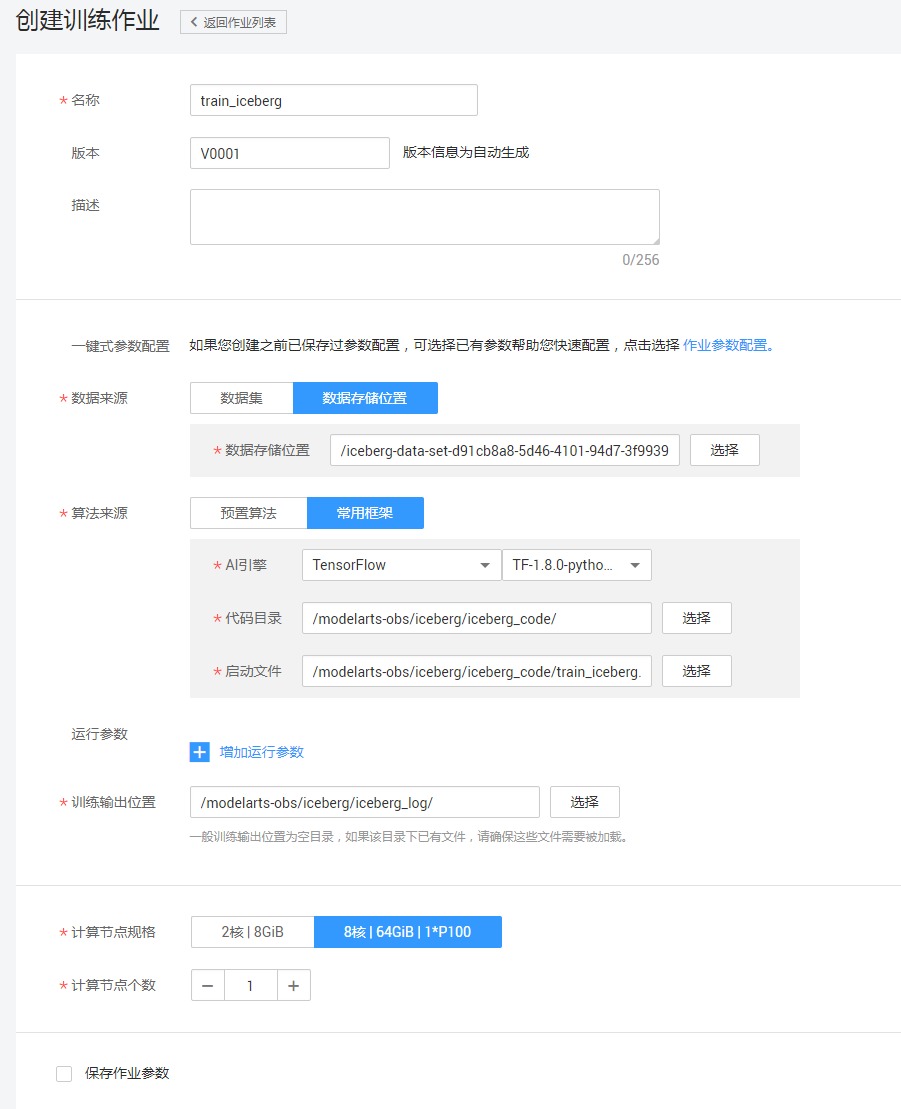 创建训练作业 返回作业列表
* 名称 train_iceberg
版本 V0001 版本信息为自动生成
描述
0/256
一键式参数配置 如果您创建之前已保存过参数配置，可选择已有参数帮助您快速配置，点击选择 作业参数配置。
* 数据来源 数据集 数据存储位置
* 数据存储位置 /iceberg-data-set-d91cb8a8-5d46-4101-94d7-3f9939 选择
* 算法来源 预置算法 常用框架
* AI引擎 TensorFlow TF-1.8.0-pytho...
* 代码目录 /modelarts-obs/iceberg/iceberg_code/ 选择
* 启动文件 /modelarts-obs/iceberg/iceberg_code/train_iceberg. 选择
运行参数
增加运行参数
* 训练输出位置 /modelarts-obs/iceberg/iceberg_log/ 选择
一般训练输出位置为空目录，如果该目录下已有文件，请确保这些文件需要被加载。
* 计算节点规格 2核 | 8GiB 8核 | 64GiB | 1*P100
* 计算节点个数 − 1 +
保存作业参数